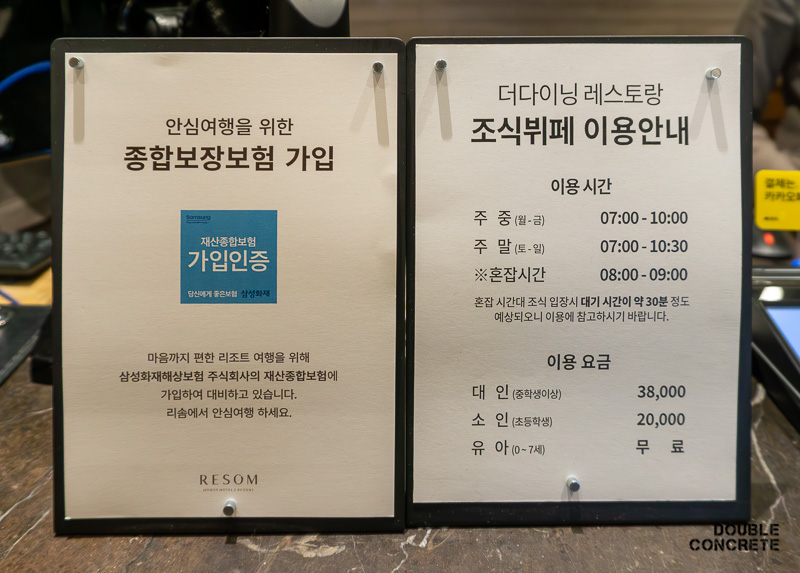 안심여행을 위한
종합보장보험 가입
Samsung
재산종합보험
가입인증
당신에게 좋은보험 삼성화재
마음까지 편한 리조트 여행을 위해
삼성화재해상보험 주식회사의 재산종합보험에
가입하여 대비하고 있습니다.
리솜에서 안심여행 하세요.
RESOM
더다이닝 레스토랑
조식뷔페 이용안내
이용 시간
주 중 (월 - 금) 07:00 - 10:00
주 말 (토 - 일) 07:00 - 10:30
※혼잡시간 08:00 - 09:00
혼잡 시간대 조식 입장시 대기 시간이 약 30분 정도
예상되오니 이용에 참고하시기 바랍니다.
이용 요금
대 인 (중학생이상) 38,000
소 인 (초등학생) 20,000
유 아 (0 ~ 7세) 무 료
결제는
카카오
DOUBLE
CONCRETE